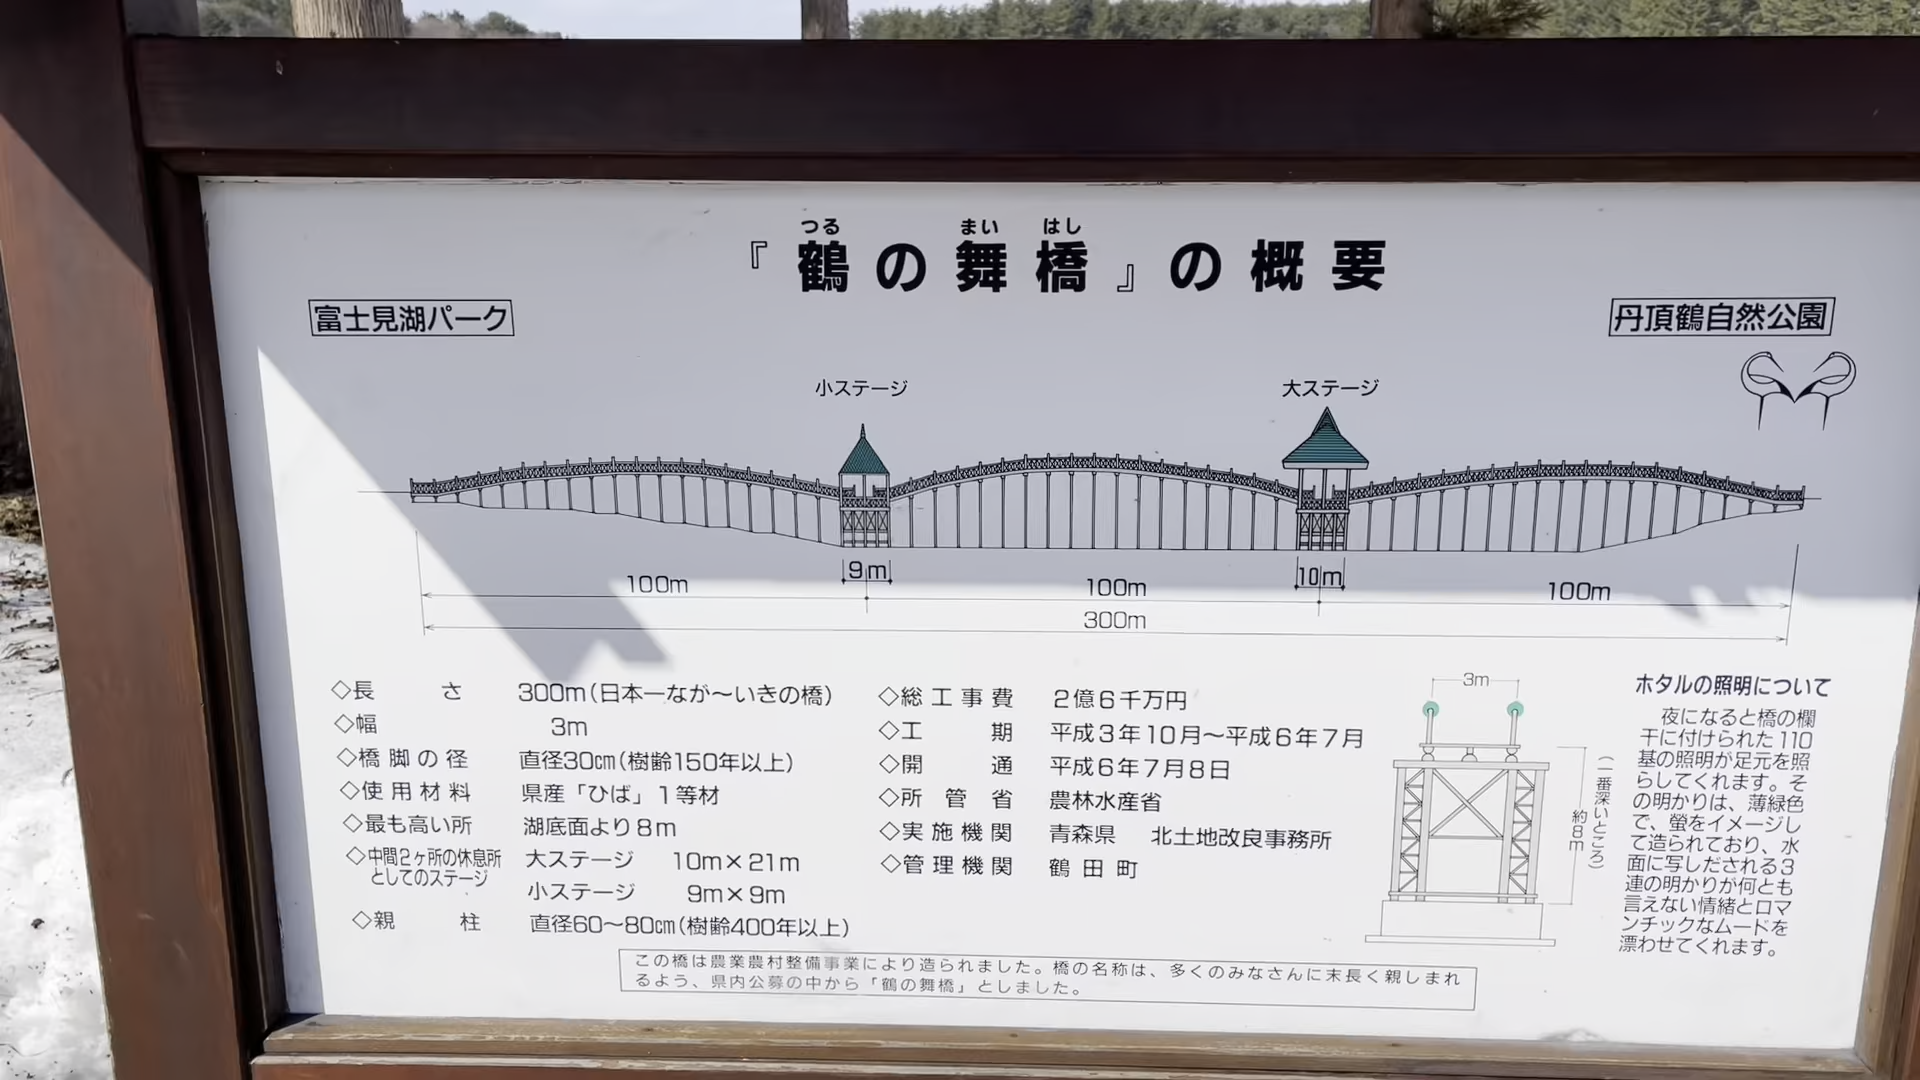 つる まい はし
『鶴の舞橋』の概要
富士見湖パーク
丹頂鶴自然公園
小ステージ
大ステージ
9m
10m
100m
100m
100m
300m
◇長さ 300m(日本一なが〜いきの橋)
◇幅 3m
◇橋脚の径 直径30㎝(樹齢150年以上)
◇使用材料 県産「ひば」1等材
◇最も高い所 湖底面より8m
◇中間2ヶ所の休息所
としてのステージ
大ステージ 10m×21m
小ステージ 9m×9m
◇親柱 直径60〜80㎝(樹齢400年以上)
◇総工事費 2億6千万円
◇工期 平成3年10月〜平成6年7月
◇開通 平成6年7月8日
◇所管省 農林水産省
◇実施機関 青森県 北土地改良事務所
◇管理機関 鶴田町
3m
約8m
(一番深いところ)
ホタルの照明について
夜になると橋の欄
干に付けられた110
基の照明が足元を照
らしてくれます。そ
の明かりは、薄緑色
で、螢をイメージし
て造られており、水
面に写しだされる3
連の明かりが何とも
言えない情緒とロマ
ンチックなムードを
漂わせてくれます。
この橋は農業農村整備事業により造られました。橋の名称は、多くのみなさんに末長く親しまれ
るよう、県内公募の中から「鶴の舞橋」としました。